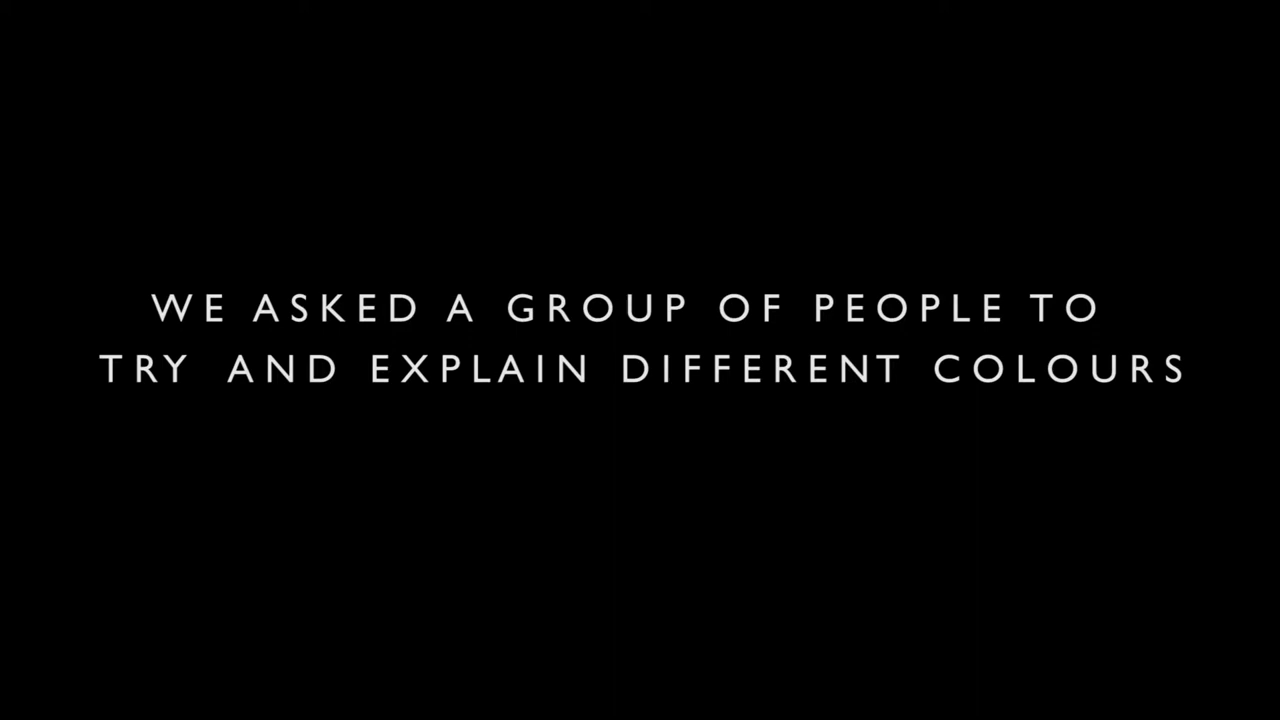 WE ASKED A GROUP OF PEOPLE TO
TRY AND EXPLAIN DIFFERENT COLOURS